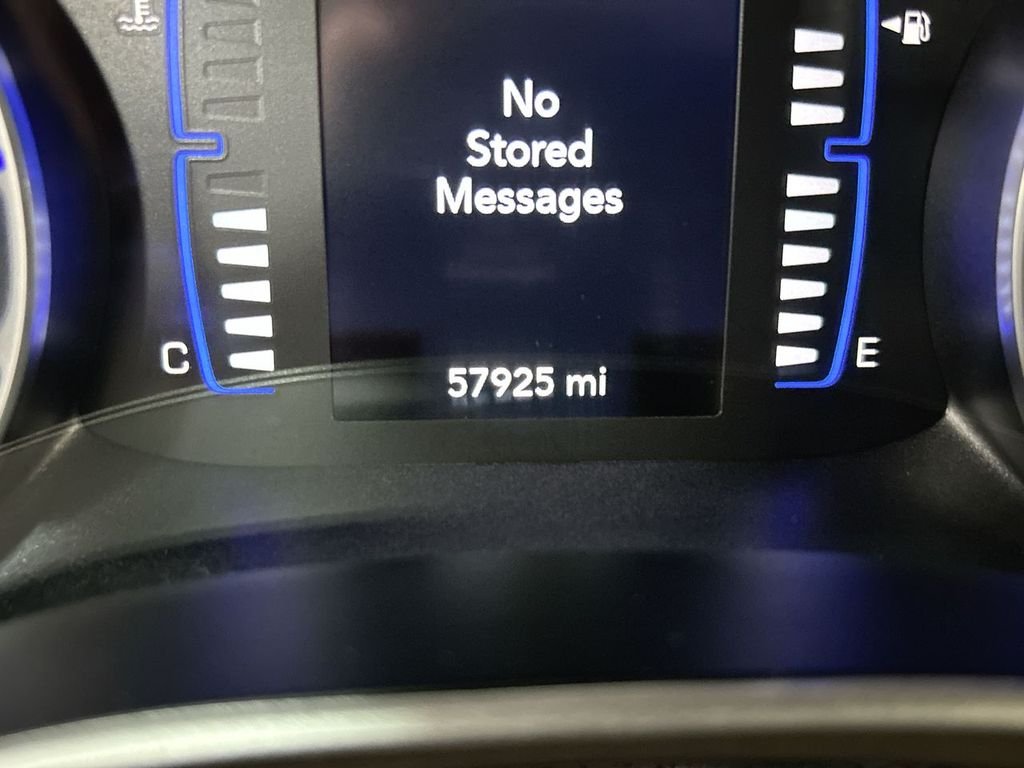 No
Stored
Messages
C
E
57925 mi